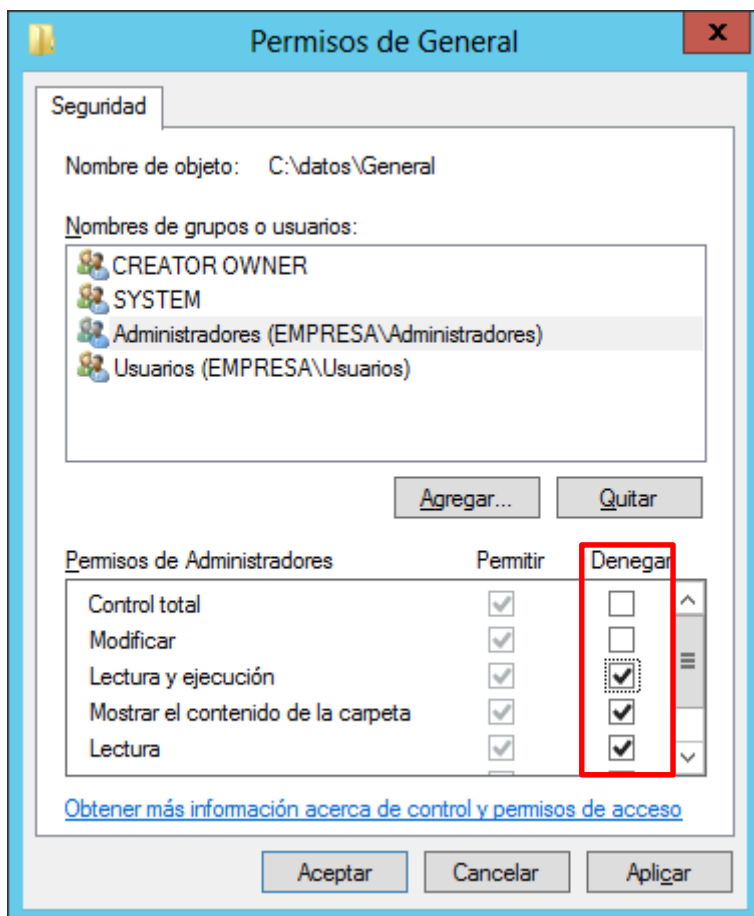 Permisos de General
x
Seguridad
Nombre de objeto: C:\datos\General
Nombres de grupos o usuarios:
CREATOR OWNER
SYSTEM
Administradores (EMPRESA\Administradores)
Usuarios (EMPRESA\Usuarios)
Agregar... Quitar
Permisos de Administradores Permitir Denegar
Control total
Modificar
Lectura y ejecución
Mostrar el contenido de la carpeta
Lectura
Obtener más información acerca de control y permisos de acceso
Aceptar Cancelar Aplicar